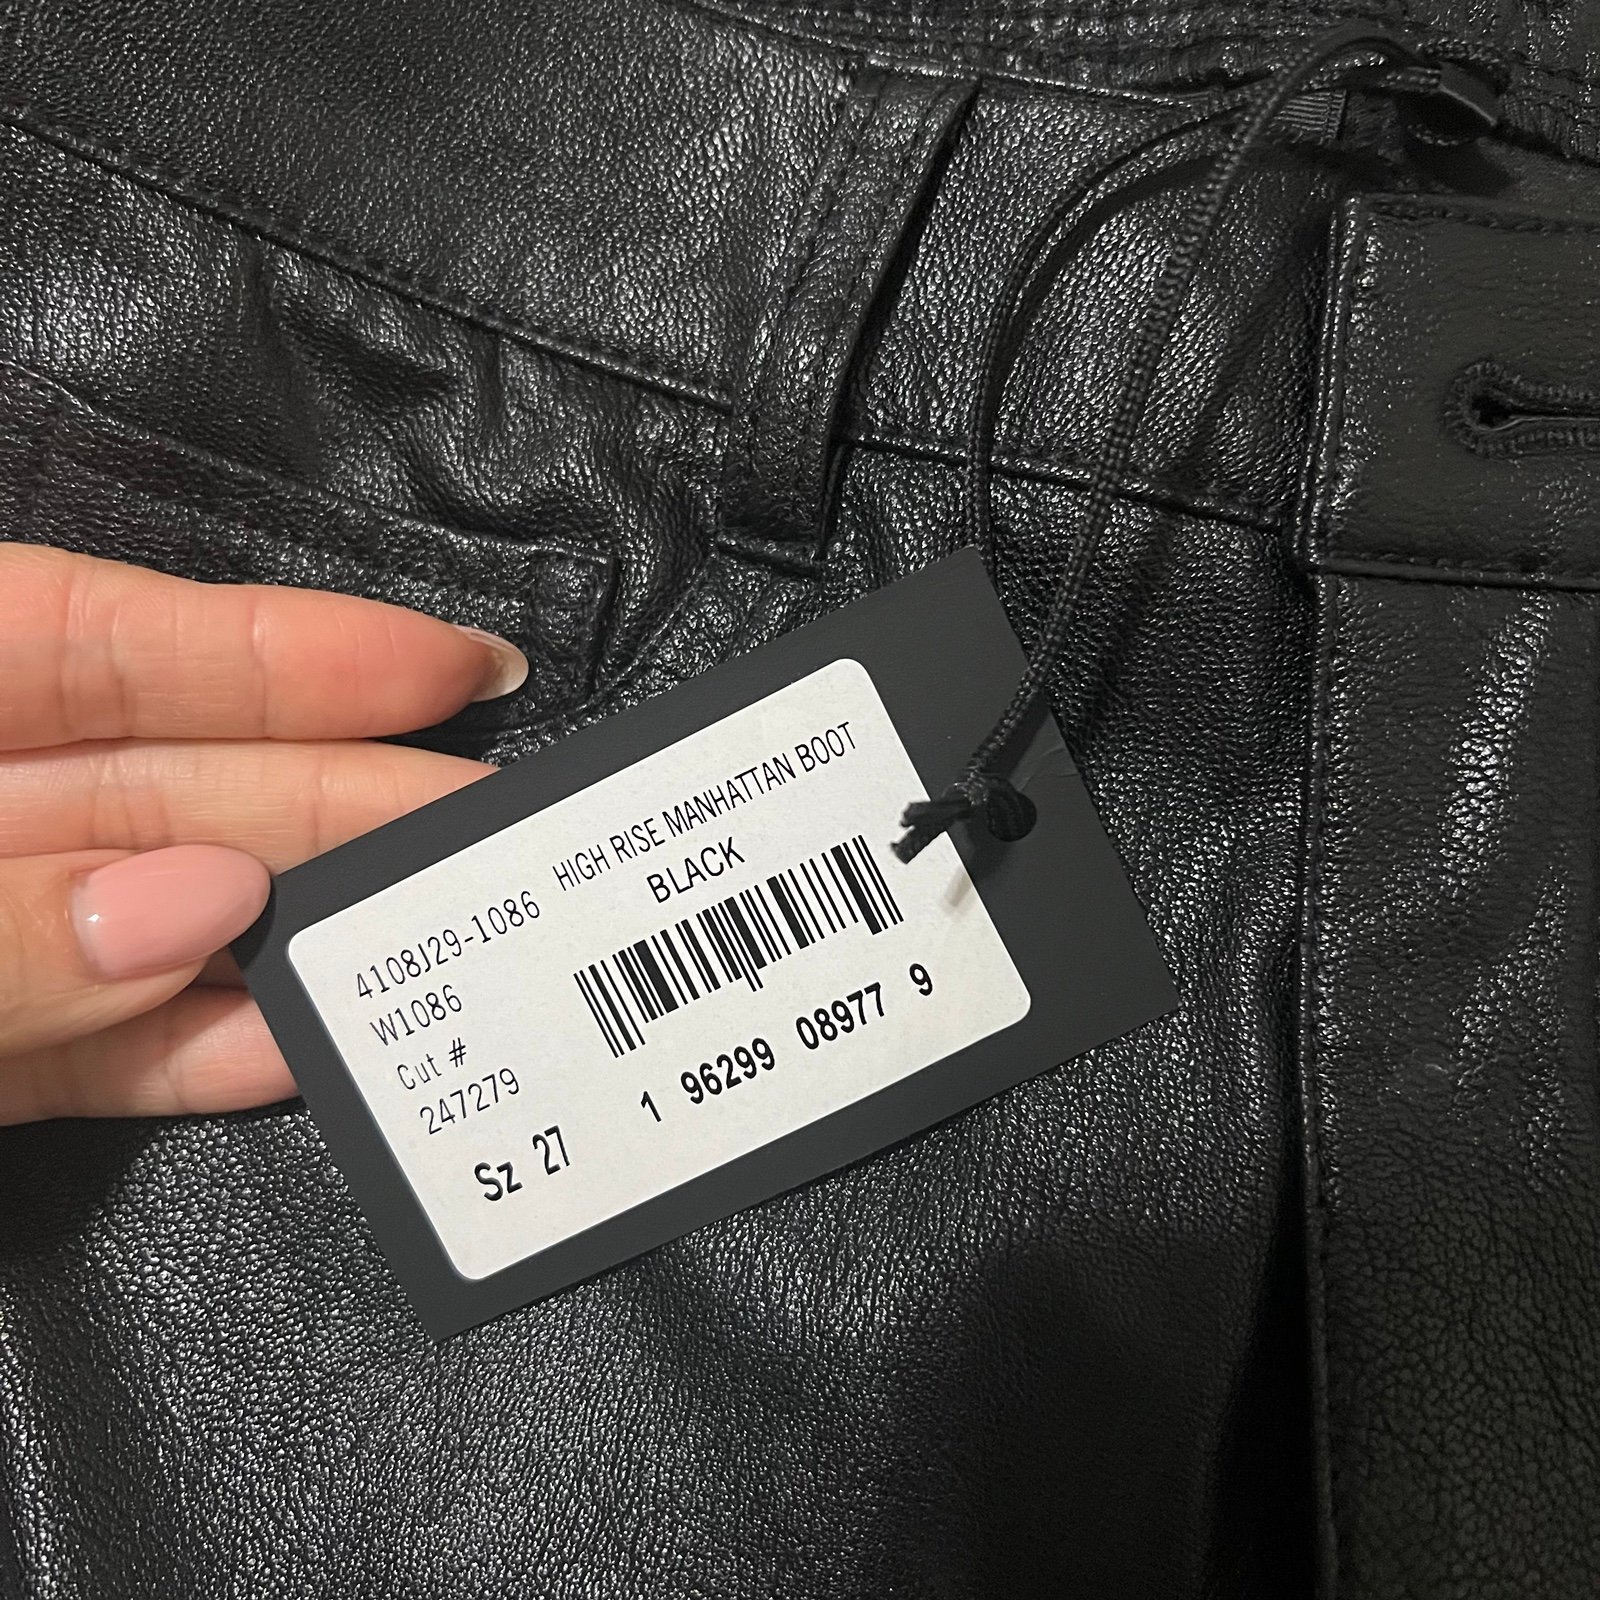 4108J29-1086 HIGH RISE MANHATTAN BOOT
W1086 BLACK
Cut #
247279
Sz 27
1 96299 08977 9